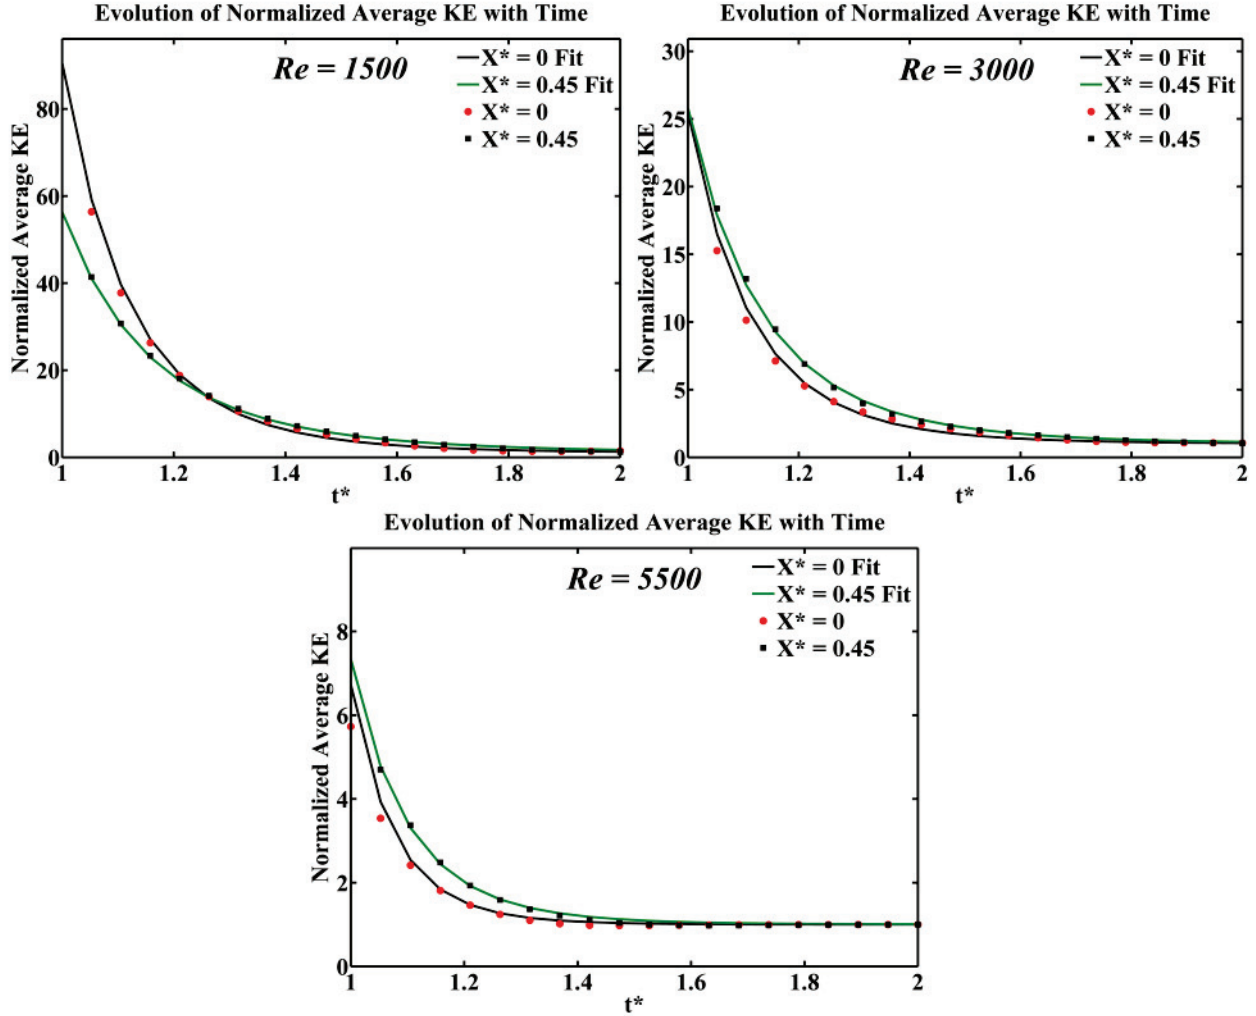 Evolution of Normalized Average KE with Time
Re = 1500
X* = 0 Fit
X* = 0.45 Fit
X* = 0
X* = 0.45
Normalized Average KE
80
60
40
20
0
1
1.2
1.4
1.6
1.8
2
t*
Evolution of Normalized Average KE with Time
Re = 3000
X* = 0 Fit
X* = 0.45 Fit
X* = 0
X* = 0.45
Normalized Average KE
30
25
20
15
10
5
0
1
1.2
1.4
1.6
1.8
2
t*
Evolution of Normalized Average KE with Time
Re = 5500
X* = 0 Fit
X* = 0.45 Fit
X* = 0
X* = 0.45
Normalized Average KE
8
6
4
2
0
1
1.2
1.4
1.6
1.8
2
t*